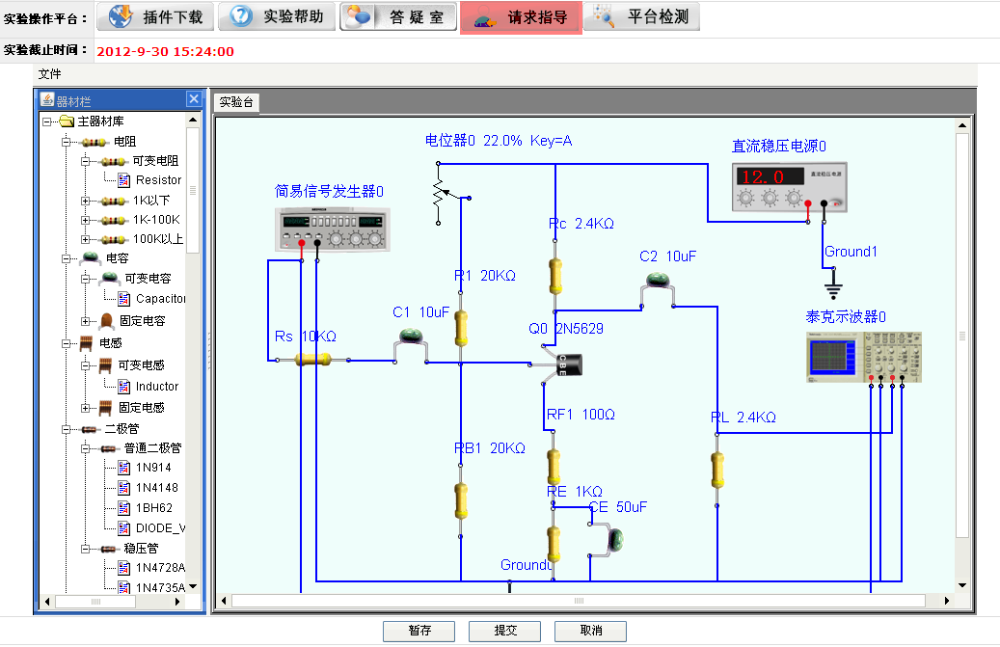 实验操作平台： 插件下载 实验帮助 答疑室 请求指导 平台检测
实验截止时间： 2012-9-30 15:24:00
文件
器材栏
主器材库
电阻
可变电阻
Resistor
1K以下
1K-100K
100K以上
电容
可变电容
Capacitor
固定电容
电感
可变电感
Inductor
固定电感
二极管
普通二极管
1N914
1N4148
1BH62
DIODE_V
稳压管
1N4728A
1N4735A
实验台
电位器0 22.0% Key=A
直流稳压电源0
12.0
直流稳压电源
简易信号发生器0
Rc 2.4KΩ
Ground1
C2 10uF
R1 20KΩ
C1 10uF
泰克示波器0
Q0 2N5629
Rs 10KΩ
CBE
RF1 100Ω
RL 2.4KΩ
RB1 20KΩ
RE 1KΩ
CE 50uF
Ground0
暂存 提交 取消